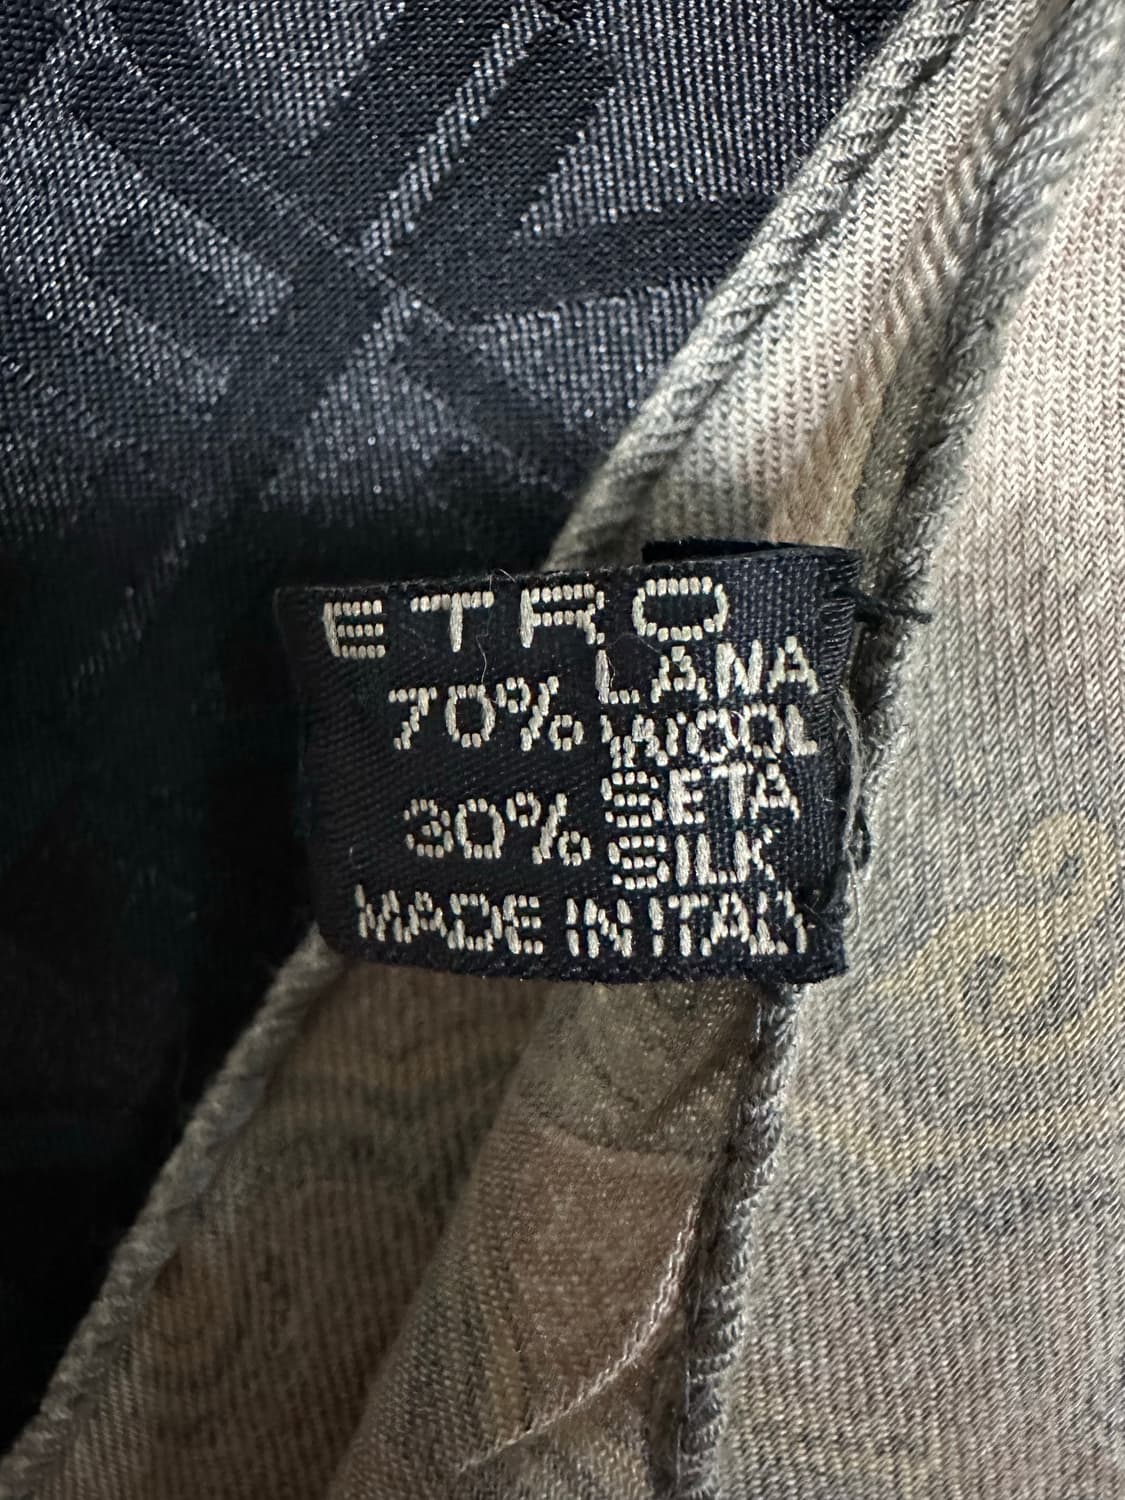 ETRO
70% LANA
WOOL
30% SETA
SILK
MADE IN ITALY